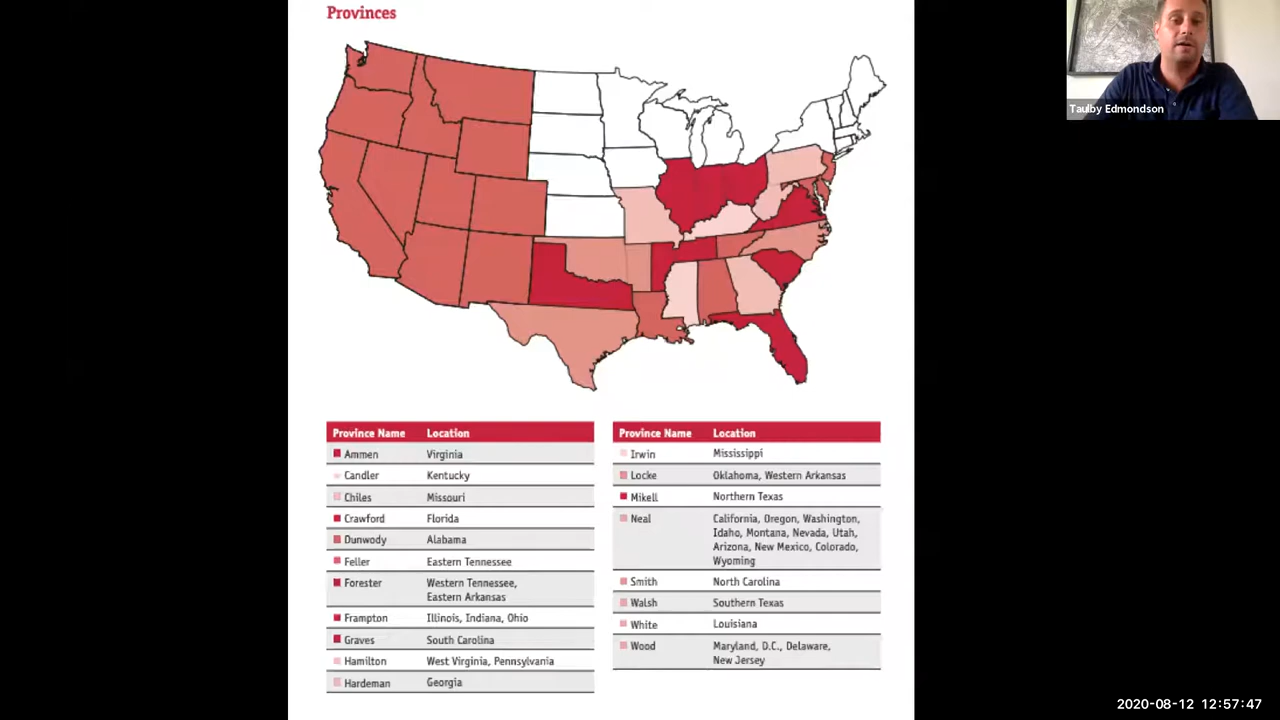 Provinces
Taulby Edmondson
Province Name Location
Ammen Virginia
Candler Kentucky
Chiles Missouri
Crawford Florida
Dunwody Alabama
Feller Eastern Tennessee
Forester Western Tennessee,
Eastern Arkansas
Frampton Illinois, Indiana, Ohio
Graves South Carolina
Hamilton West Virginia, Pennsylvania
Hardeman Georgia
Province Name Location
Irwin Mississippi
Locke Oklahoma, Western Arkansas
Mikell Northern Texas
Neal California, Oregon, Washington,
Idaho, Montana, Nevada, Utah,
Arizona, New Mexico, Colorado,
Wyoming
Smith North Carolina
Walsh Southern Texas
White Louisiana
Wood Maryland, D.C., Delaware,
New Jersey
2020-08-12 12:57:47